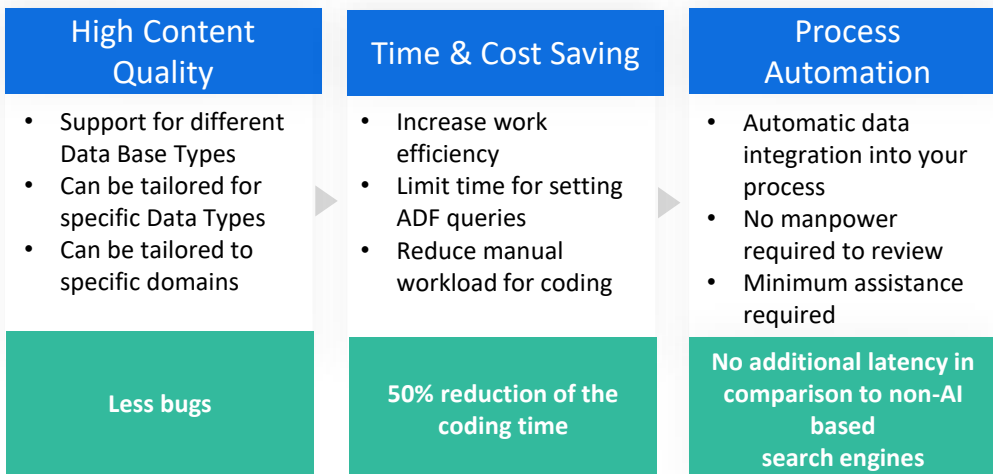 High Content
Quality
• Support for different
Data Base Types
• Can be tailored for
specific Data Types
• Can be tailored to
specific domains
Less bugs
Time & Cost Saving
• Increase work
efficiency
• Limit time for setting
ADF queries
• Reduce manual
workload for coding
50% reduction of the
coding time
Process
Automation
• Automatic data
integration into your
process
• No manpower
required to review
• Minimum assistance
required
No additional latency in
comparison to non-AI
based
search engines